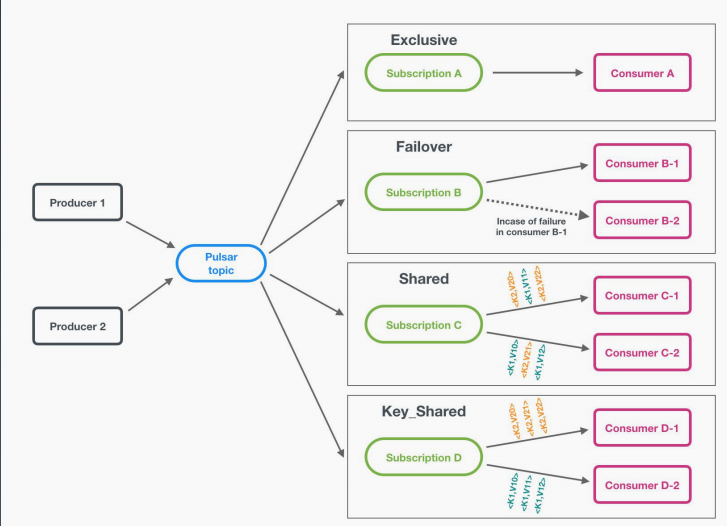 Exclusive
Subscription A
Consumer A
Failover
Consumer B-1
Subscription B
Incase of failure
in consumer B-1
Consumer B-2
Producer 1
Pulsar
topic
Producer 2
Shared
<K2,V20>
<K1,V11>
<K2,V22>
Consumer C-1
Subscription C
<K1,V10>
<K2,V21>
<K1,V12>
Consumer C-2
Key_Shared
<K2,V20>
<K2,V21>
<K2,V22>
Consumer D-1
Subscription D
<K1,V10>
<K1,V11>
<K1,V12>
Consumer D-2